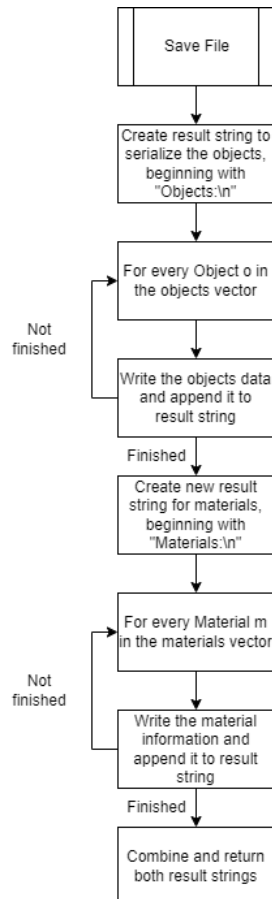 Save File
Create result string to
serialize the objects,
beginning with
"Objects:\n"
For every Object o in
the objects vector
Not
finished
Write the objects data
and append it to
result string
Finished
Create new result
string for materials,
beginning with
"Materials:\n"
For every Material m
in the materials vector
Not
finished
Write the material
information and
append it to result
string
Finished
Combine and return
both result strings